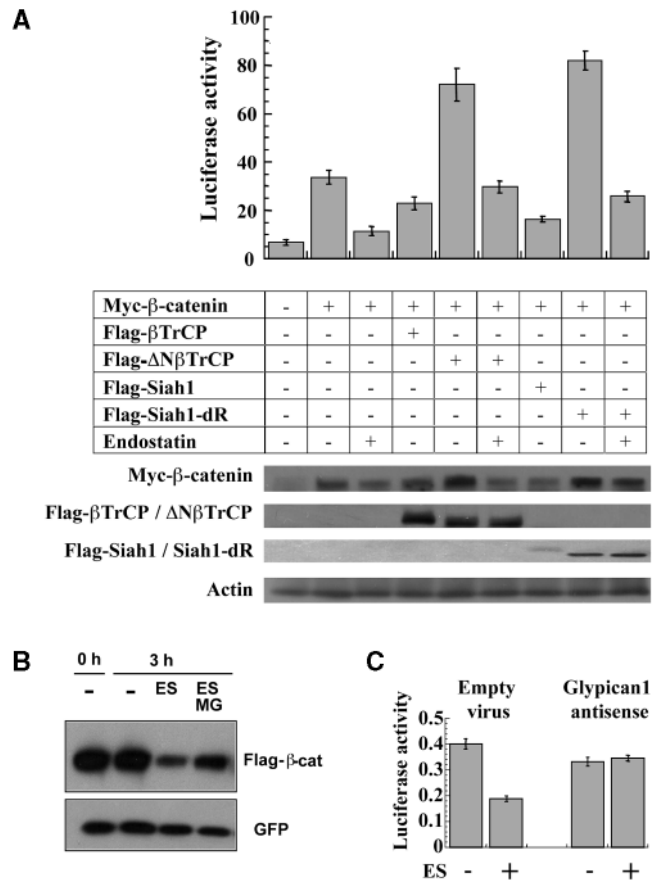 A
Luciferase activity
100
80
60
40
20
0
Myc-β-catenin - + + + + + + + +
Flag-βTrCP - - - + - - - - -
Flag-ΔNβTrCP - - - - + + - - -
Flag-Siah1 - - - - - - + - -
Flag-Siah1-dR - - - - - - - + +
Endostatin - - + - - + - - +
Myc-β-catenin
Flag-βTrCP / ΔNβTrCP
Flag-Siah1 / Siah1-dR
Actin
B
0 h 3 h
- - ES ES
MG
Flag-β-cat
GFP
C
Empty virus
Glypican1 antisense
Luciferase activity
0.5
0.4
0.3
0.2
0.1
0
ES - + - +